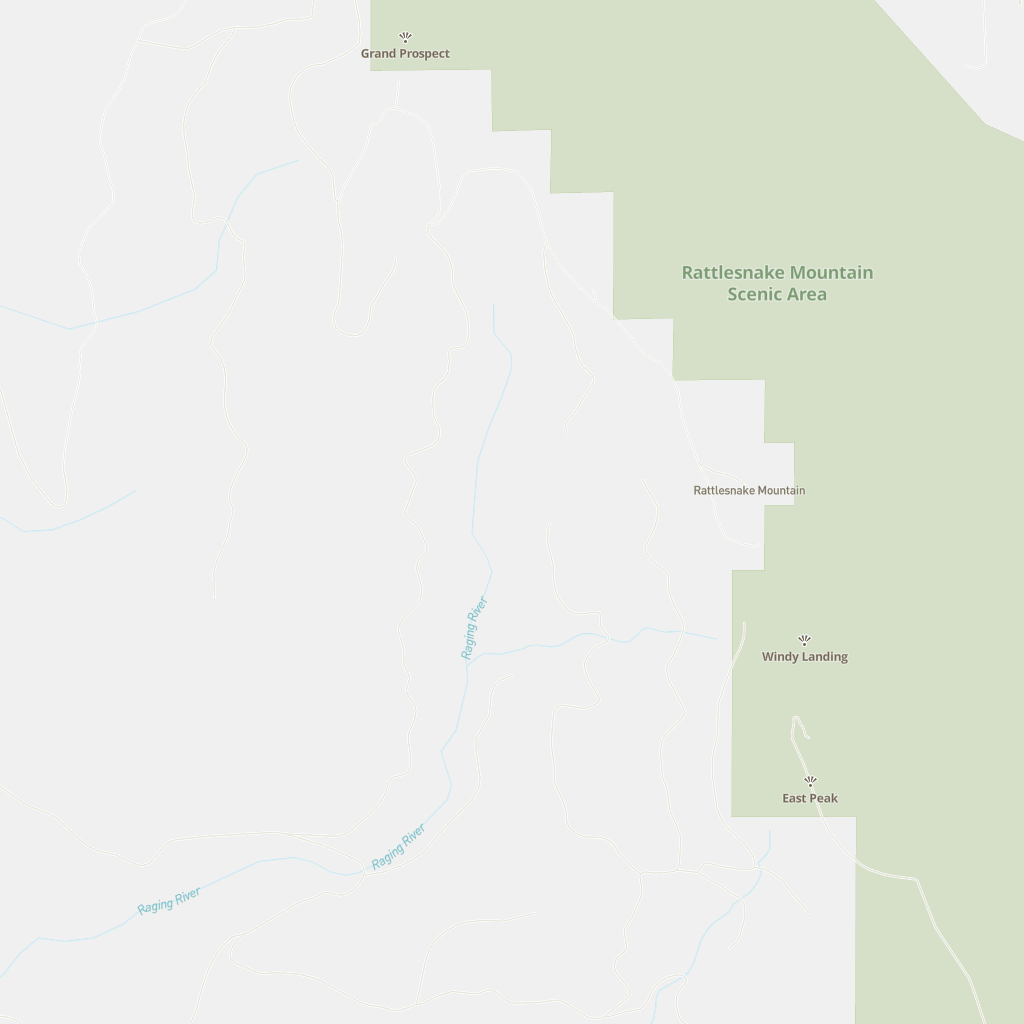 Grand Prospect
Rattlesnake Mountain
Scenic Area
Rattlesnake Mountain
Raging River
Windy Landing
East Peak
Raging River
Raging River